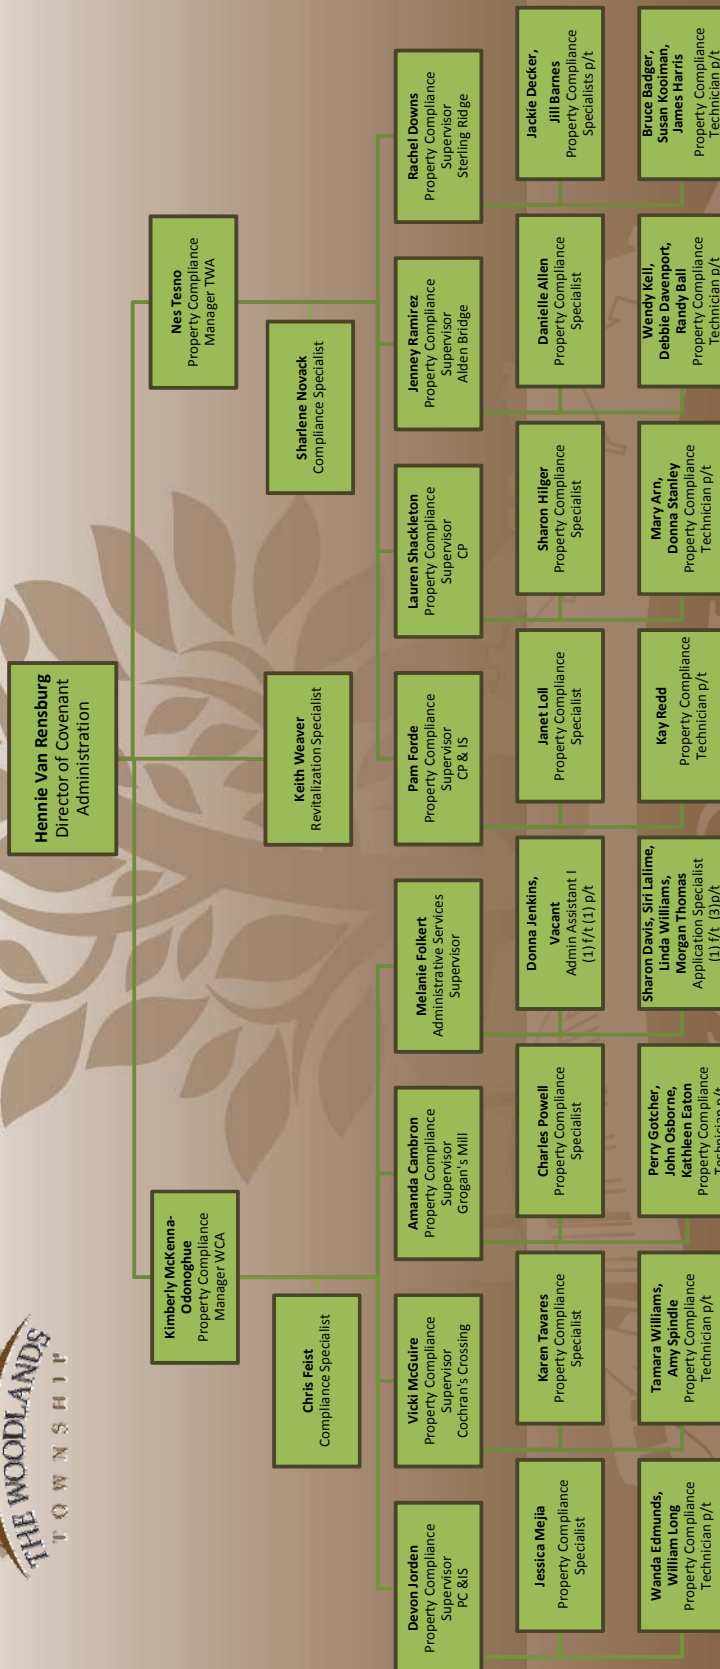 THE WOODLANDS
TOWNSHIP
Hennie Van Rensburg
Director of Covenant
Administration
Kimberly McKenna-
Odonoghue
Property Compliance
Manager WCA
Nes Tesno
Property Compliance
Manager TWA
Chris Feist
Compliance Specialist
Keith Weaver
Revitalization Specialist
Sharlene Novack
Compliance Specialist
Devon Jorden
Property Compliance
Supervisor
PC &IS
Vicki McGuire
Property Compliance
Supervisor
Cochran's Crossing
Amanda Cambron
Property Compliance
Supervisor
Grogan's Mill
Melanie Folkert
Administrative Services
Supervisor
Pam Forde
Property Compliance
Supervisor
CP & IS
Lauren Shackleton
Property Compliance
Supervisor
CP
Jenney Ramirez
Property Compliance
Supervisor
Alden Bridge
Rachel Downs
Property Compliance
Supervisor
Sterling Ridge
Jessica Mejia
Property Compliance
Specialist
Karen Tavares
Property Compliance
Specialist
Charles Powell
Property Compliance
Specialist
Donna Jenkins,
Vacant
Admin Assistant I
(1) f/t (1) p/t
Janet Loll
Property Compliance
Specialist
Sharon Hilger
Property Compliance
Specialist
Danielle Allen
Property Compliance
Specialist
Jackie Decker,
Jill Barnes
Property Compliance
Specialists p/t
Wanda Edmunds,
William Long
Property Compliance
Technician p/t
Tamara Williams,
Amy Spindle
Property Compliance
Technician p/t
Perry Gotcher,
John Osborne,
Kathleen Eaton
Property Compliance
Technician p/t
Sharon Davis, Siri Lalime,
Linda Williams,
Morgan Thomas
Application Specialist
(1) f/t (3)p/t
Kay Redd
Property Compliance
Technician p/t
Mary Arn,
Donna Stanley
Property Compliance
Technician p/t
Wendy Kell,
Debbie Davenport,
Randy Ball
Property Compliance
Technician p/t
Bruce Badger,
Susan Kooiman,
James Harris
Property Compliance
Technician p/t